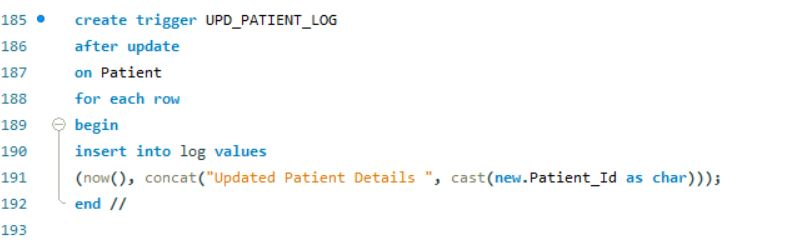 185 create trigger UPD_PATIENT_LOG
186 after update
187 on Patient
188 for each row
189 begin
190 insert into log values
191 (now(), concat("Updated Patient Details ", cast(new.Patient_Id as char)));
192 end //
193